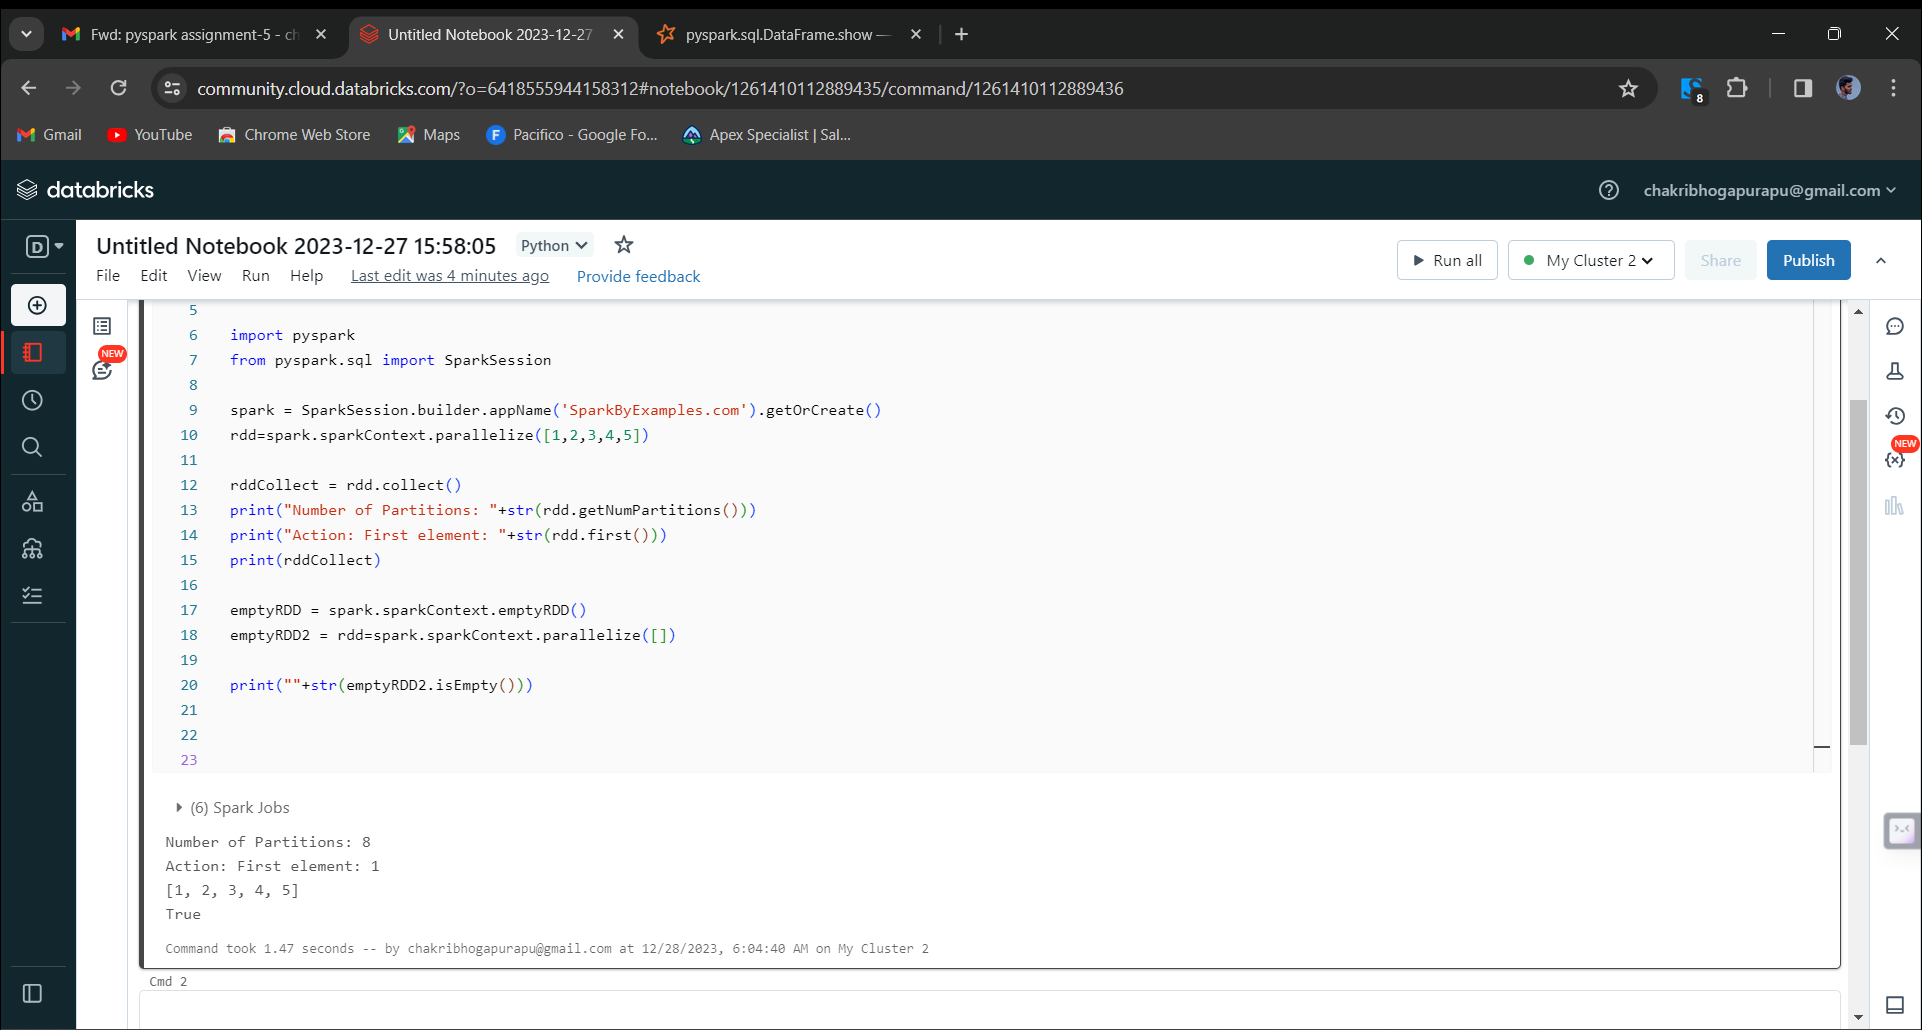 Fwd: pyspark assignment-5 - ch
Untitled Notebook 2023-12-27
pyspark.sql.DataFrame.show —
community.cloud.databricks.com/?o=6418555944158312#notebook/1261410112889435/command/1261410112889436
8
Gmail
YouTube
Chrome Web Store
Maps
Pacifico - Google Fo...
Apex Specialist | Sal...
databricks
chakribhogapurapu@gmail.com
D
Untitled Notebook 2023-12-27 15:58:05
Python
File Edit View Run Help Last edit was 4 minutes ago Provide feedback
Run all
My Cluster 2
Share
Publish
NEW
NEW
5
6 import pyspark
7 from pyspark.sql import SparkSession
8
9 spark = SparkSession.builder.appName('SparkByExamples.com').getOrCreate()
10 rdd=spark.sparkContext.parallelize([1,2,3,4,5])
11
12 rddCollect = rdd.collect()
13 print("Number of Partitions: "+str(rdd.getNumPartitions()))
14 print("Action: First element: "+str(rdd.first()))
15 print(rddCollect)
16
17 emptyRDD = spark.sparkContext.emptyRDD()
18 emptyRDD2 = rdd=spark.sparkContext.parallelize([])
19
20 print(""+str(emptyRDD2.isEmpty()))
21
22
23
(6) Spark Jobs
Number of Partitions: 8
Action: First element: 1
[1, 2, 3, 4, 5]
True
Command took 1.47 seconds -- by chakribhogapurapu@gmail.com at 12/28/2023, 6:04:40 AM on My Cluster 2
Cmd 2